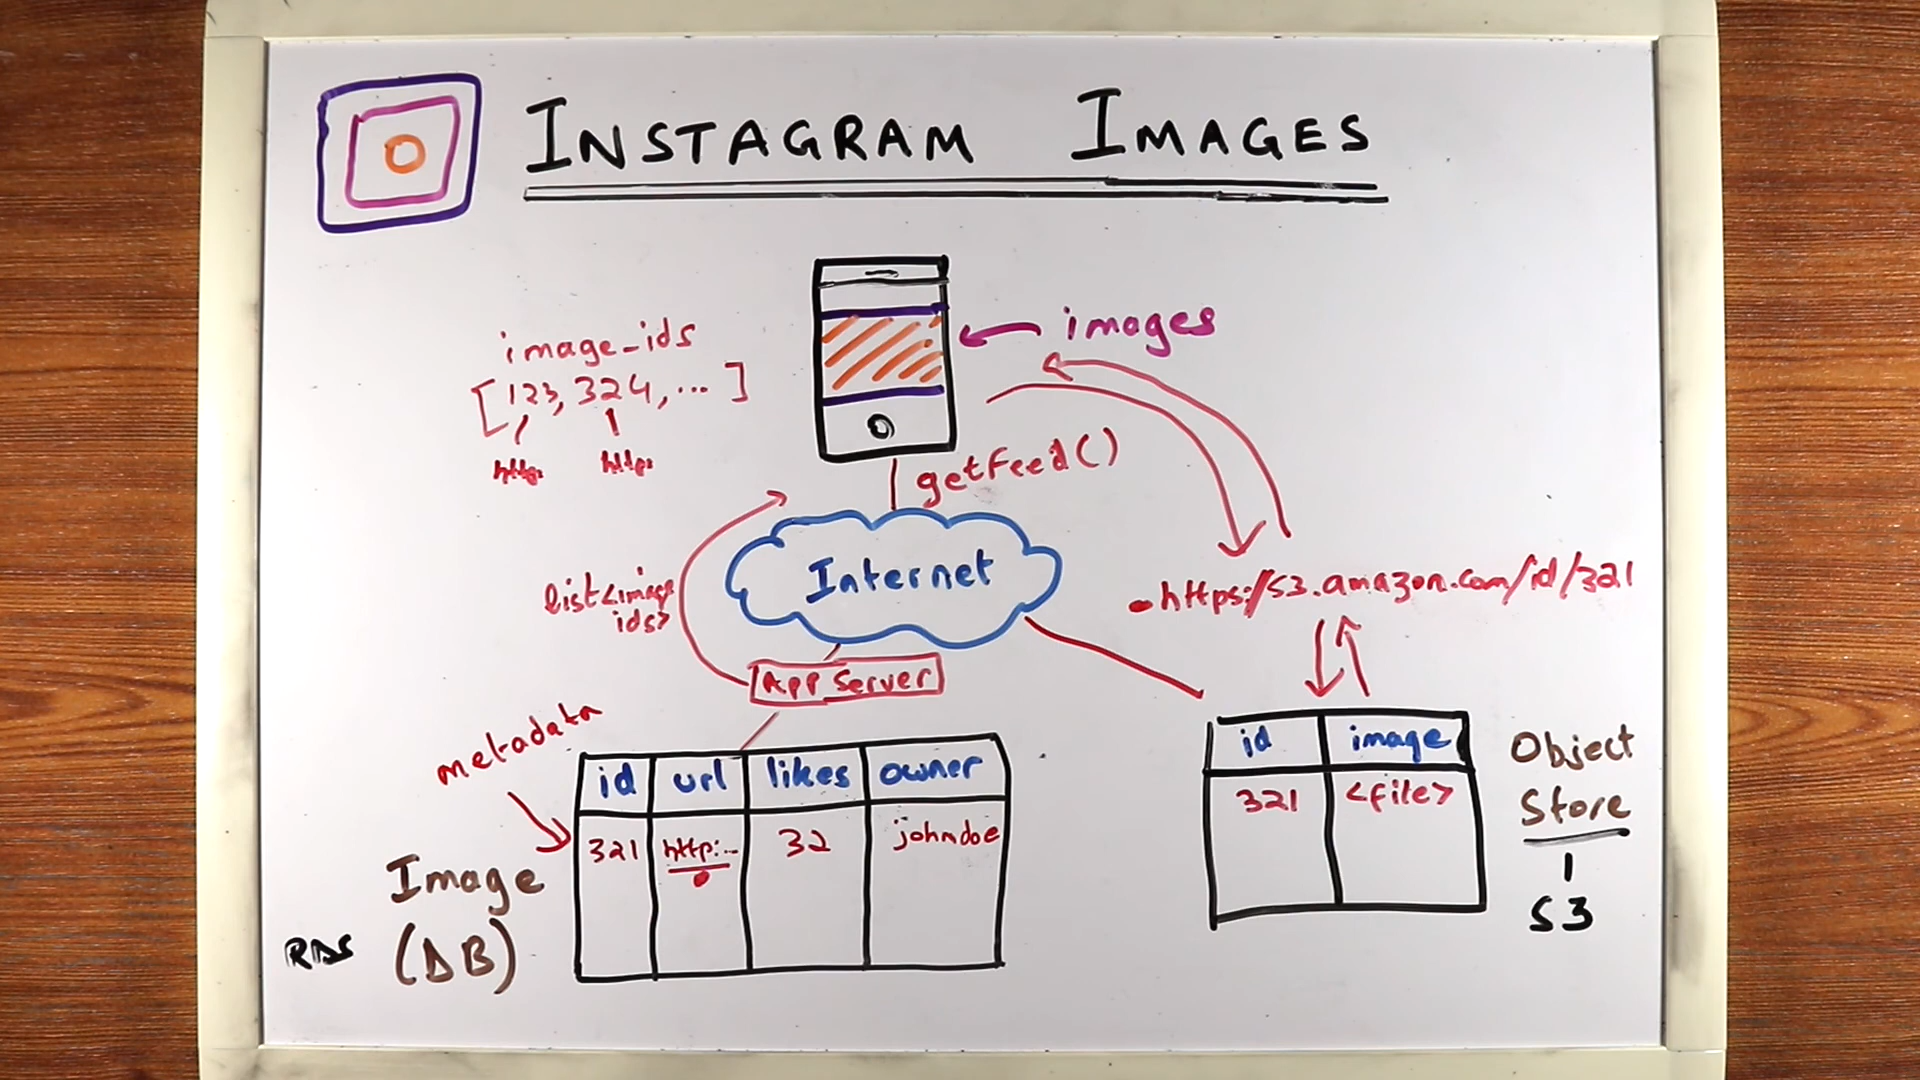 INSTAGRAM IMAGES
image_ids
[123, 324, ... ]
http: http:
images
getFeed()
Internet
list<image
ids>
App Server
https://s3.amazon.com/id/321
metadata
id url likes owner
321 http:... 32 johndoe
Image
(DB)
RDS
id image
321 <file>
Object
Store
S3